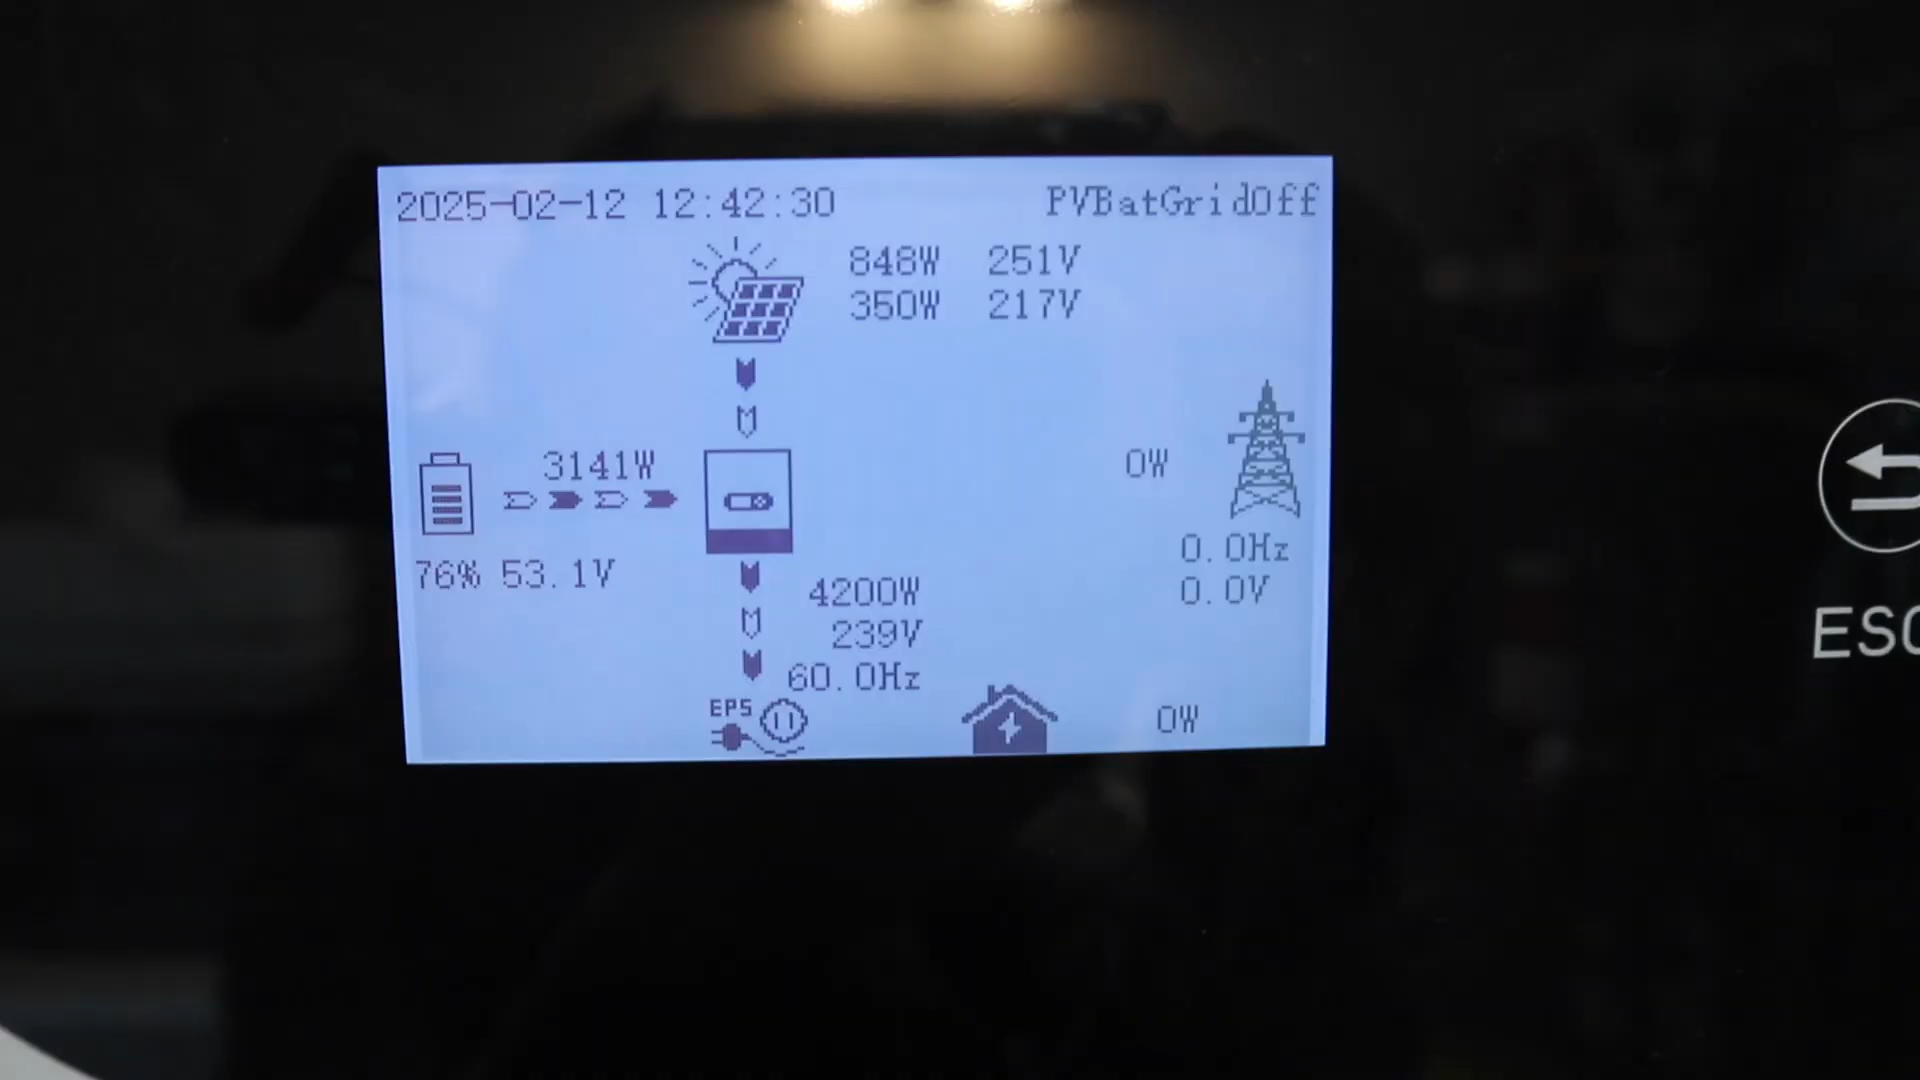 2025-02-12 12:42:30 PVBatGridOff
848W 251V
350W 217V
3141W
0W
76% 53.1V
0.0Hz
0.0V
4200W
239V
60.0Hz
EPS
0W